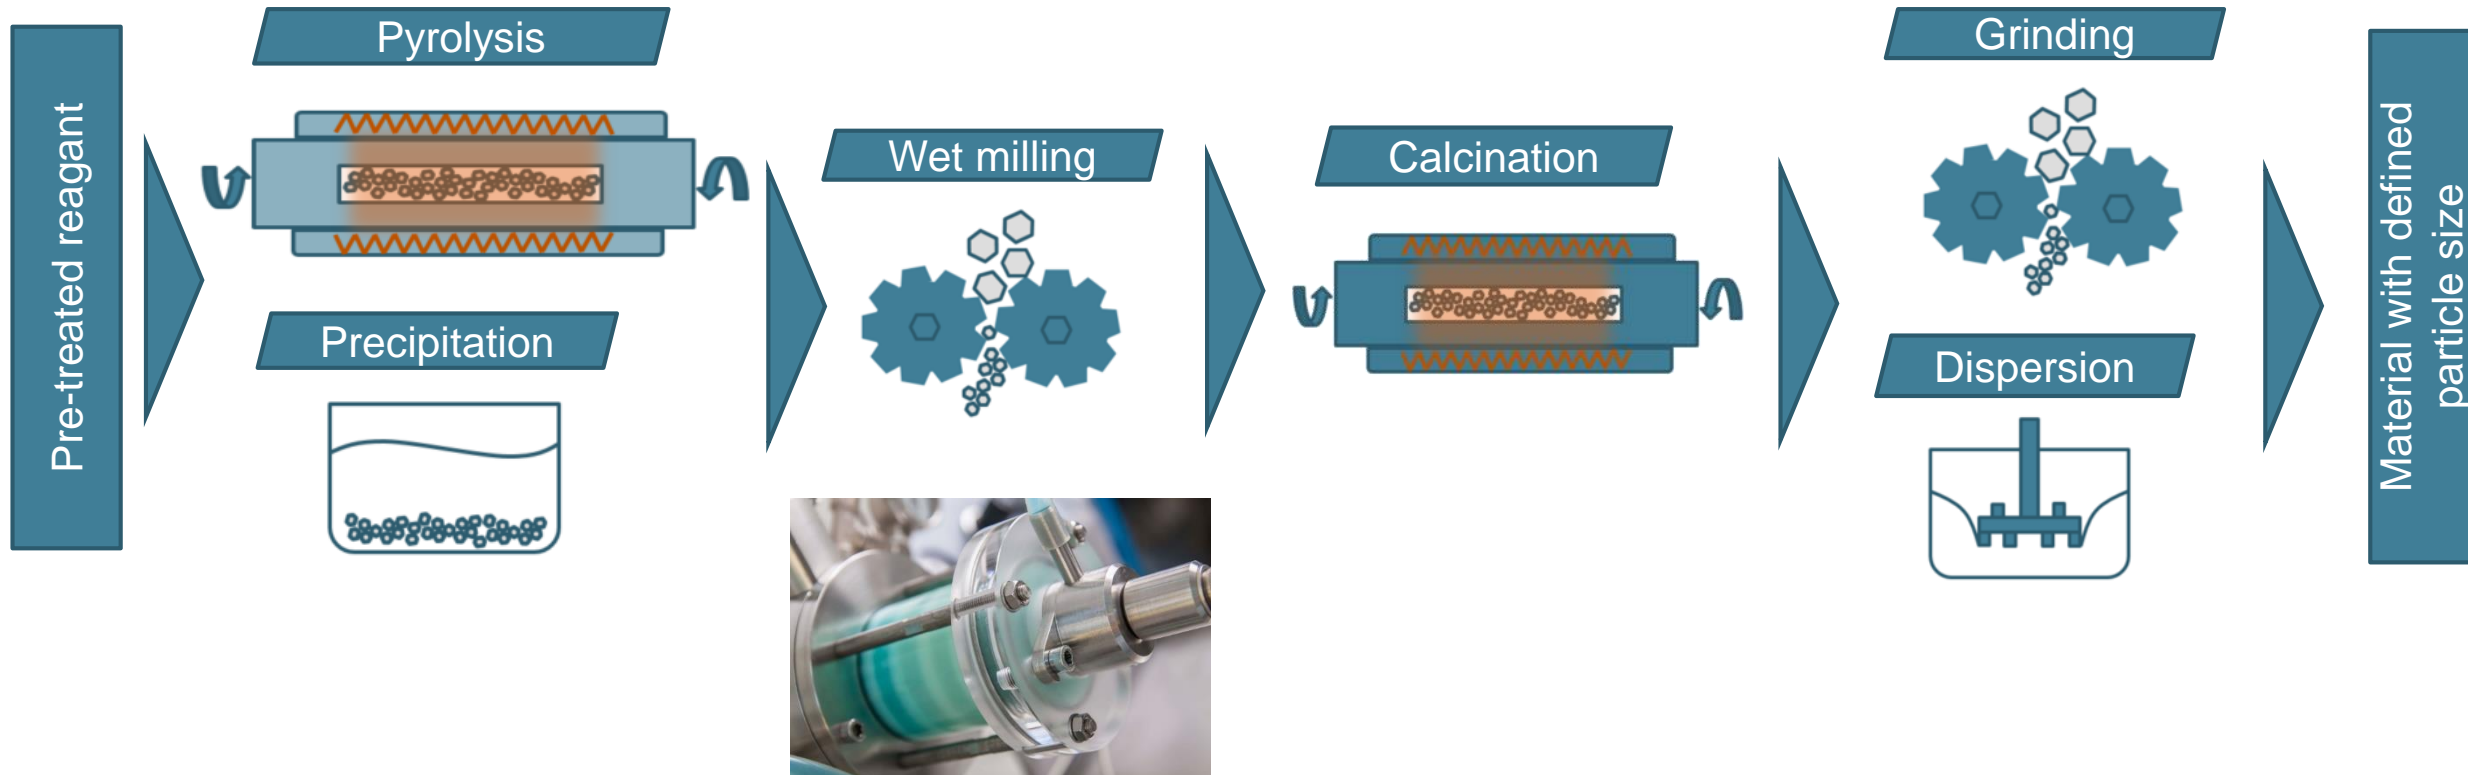 Pre-treated reagant
Pyrolysis
Precipitation
Wet milling
Calcination
Grinding
Dispersion
Material with defined
particle size